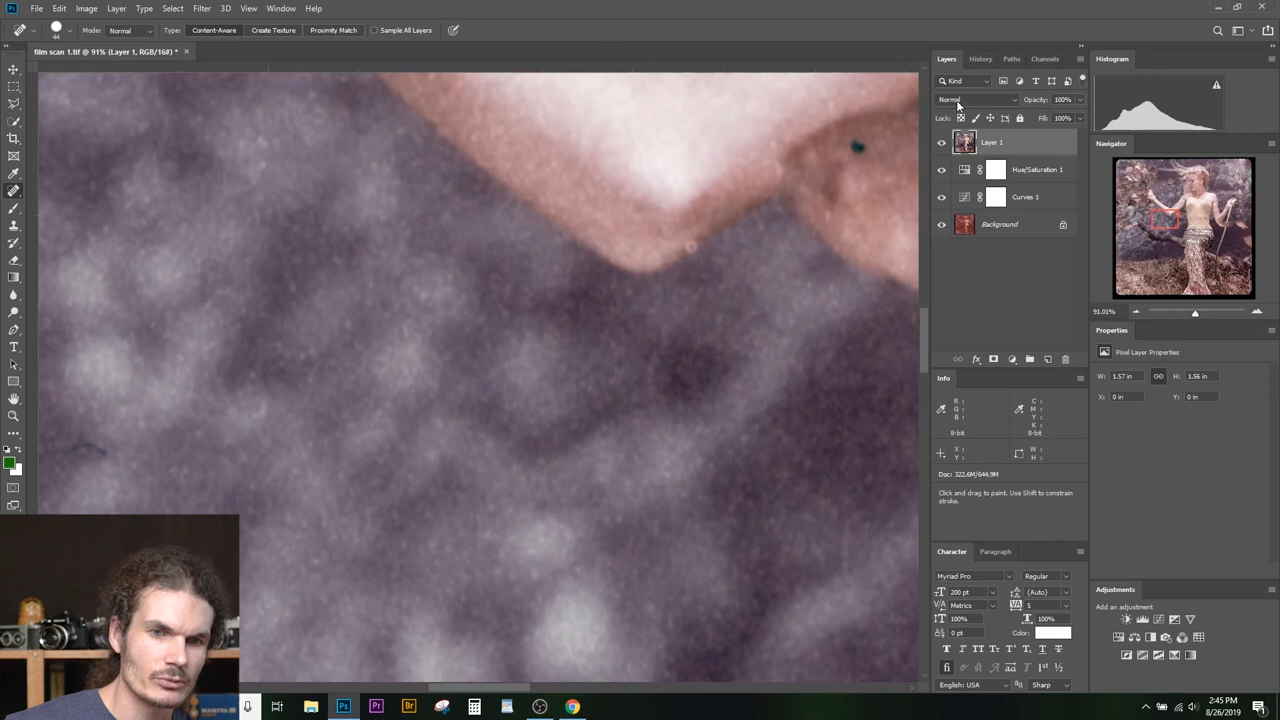 Ps File Edit Image Layer Type Select Filter 3D View Window Help
44 Mode: Normal Type: Content-Aware Create Texture Proximity Match Sample All Layers
film scan 1.tif @ 91% (Layer 1, RGB/16#) * ×
Layers History Paths Channels
Kind
Normal Opacity: 100%
Lock: Fill: 100%
Layer 1
Hue/Saturation 1
Curves 1
Background
Info
R :
G :
B :
8-bit
C :
M :
Y :
K :
8-bit
X :
Y :
W :
H :
Doc: 322.6M/644.9M
Click and drag to paint. Use Shift to constrain
stroke.
Character Paragraph
Myriad Pro Regular
200 pt (Auto)
Metrics 5
100% 100%
0 pt Color:
English: USA Sharp
Histogram
Navigator
91.01%
Properties
Pixel Layer Properties
W: 1.57 in H: 1.56 in
X: 0 in Y: 0 in
Adjustments
Add an adjustment
Ps Pr Br
2:45 PM
8/26/2019